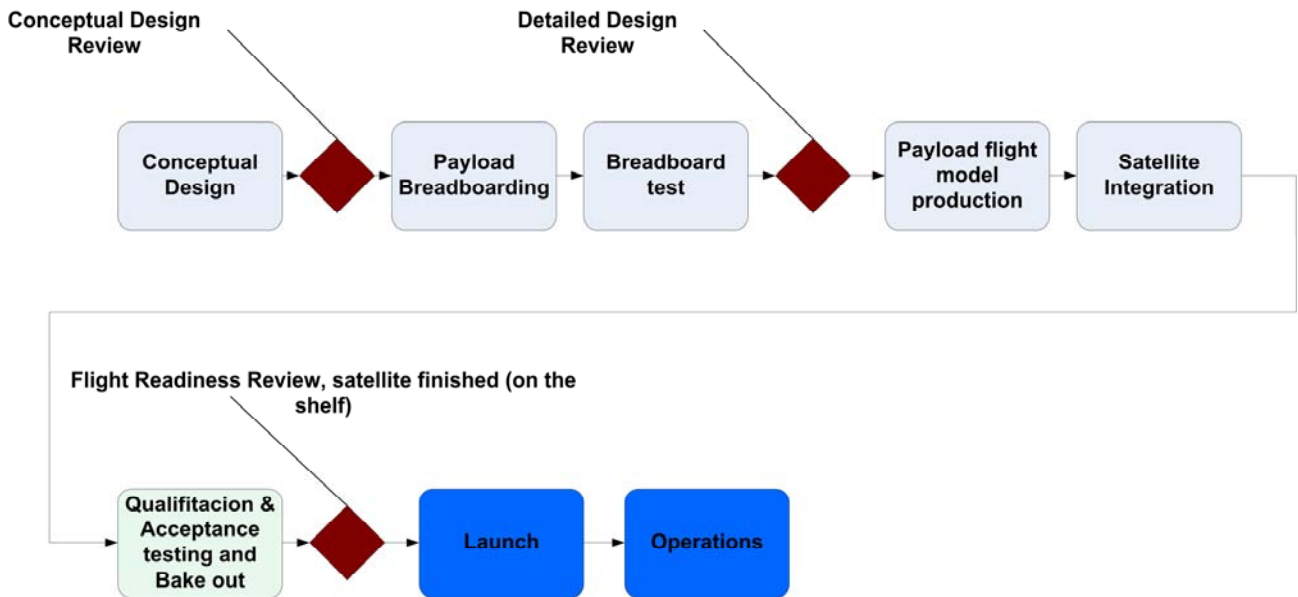 Conceptual Design
Review
Detailed Design
Review
Conceptual
Design
Payload
Breadboarding
Breadboard
test
Payload flight
model
production
Satellite
Integration
Flight Readiness Review, satellite finished (on the
shelf)
Qualifitacion &
Acceptance
testing and
Bake out
Launch
Operations